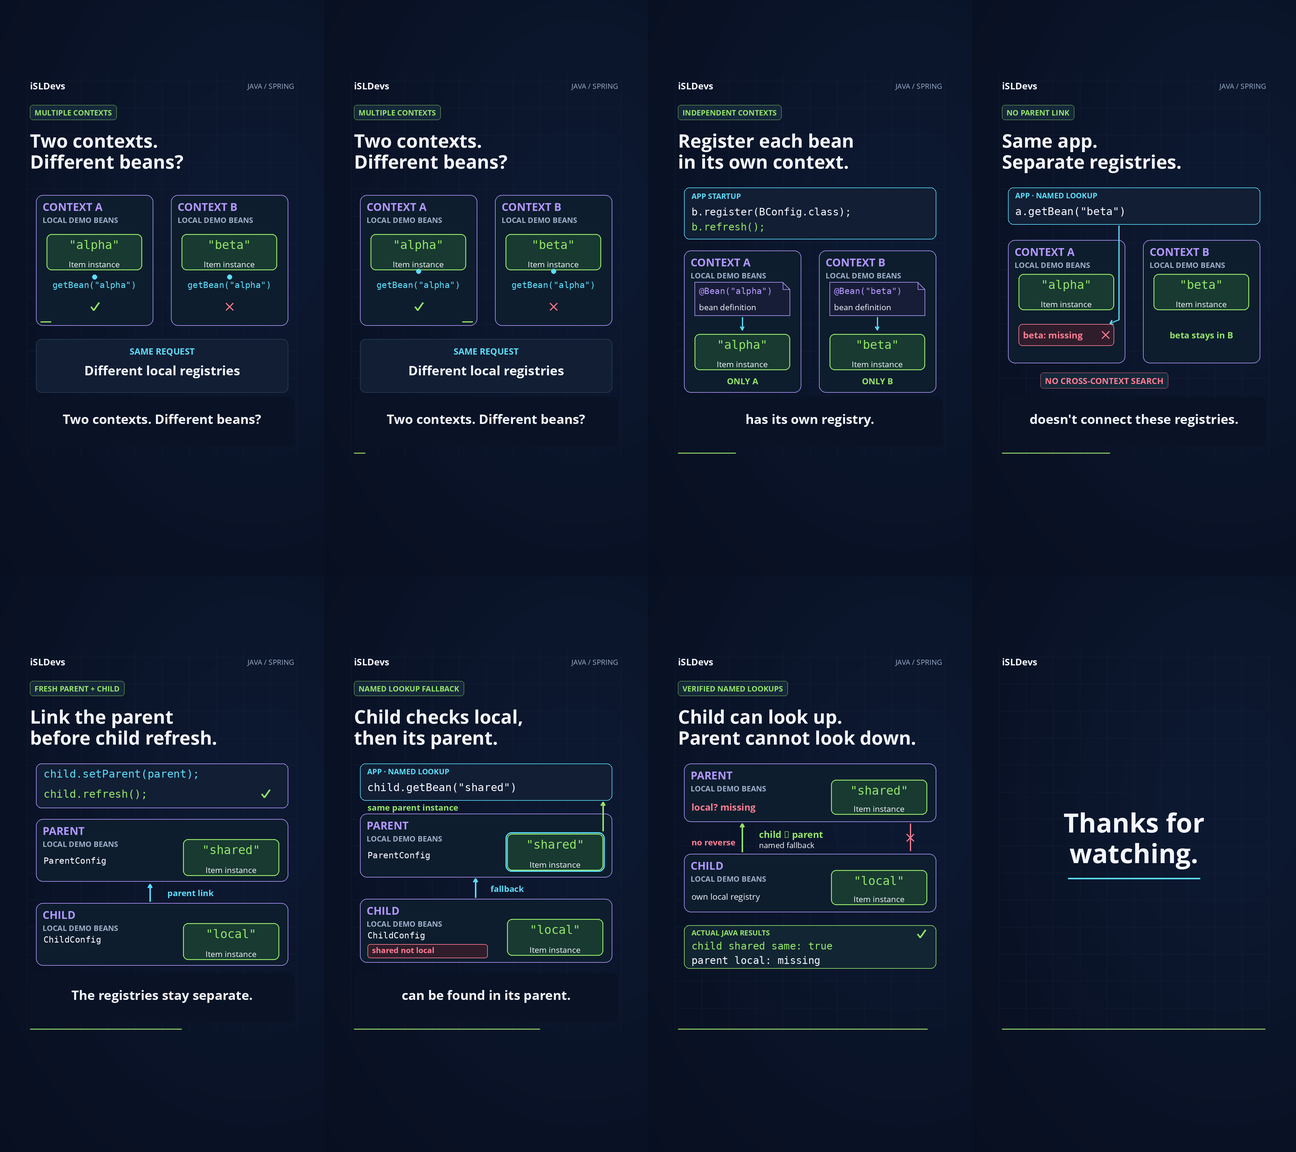 iSLDevs
JAVA / SPRING
MULTIPLE CONTEXTS
Two contexts.
Different beans?
CONTEXT A
LOCAL DEMO BEANS
"alpha"
Item instance
getBean("alpha")
CONTEXT B
LOCAL DEMO BEANS
"beta"
Item instance
getBean("alpha")
SAME REQUEST
Different local registries
Two contexts. Different beans?
iSLDevs
JAVA / SPRING
MULTIPLE CONTEXTS
Two contexts.
Different beans?
CONTEXT A
LOCAL DEMO BEANS
"alpha"
Item instance
getBean("alpha")
CONTEXT B
LOCAL DEMO BEANS
"beta"
Item instance
getBean("alpha")
SAME REQUEST
Different local registries
Two contexts. Different beans?
iSLDevs
JAVA / SPRING
INDEPENDENT CONTEXTS
Register each bean
in its own context.
APP STARTUP
b.register(BConfig.class);
b.refresh();
CONTEXT A
LOCAL DEMO BEANS
@Bean("alpha")
bean definition
"alpha"
Item instance
ONLY A
CONTEXT B
LOCAL DEMO BEANS
@Bean("beta")
bean definition
"beta"
Item instance
ONLY B
has its own registry.
iSLDevs
JAVA / SPRING
NO PARENT LINK
Same app.
Separate registries.
APP · NAMED LOOKUP
a.getBean("beta")
CONTEXT A
LOCAL DEMO BEANS
"alpha"
Item instance
beta: missing
CONTEXT B
LOCAL DEMO BEANS
"beta"
Item instance
beta stays in B
NO CROSS-CONTEXT SEARCH
doesn't connect these registries.
iSLDevs
JAVA / SPRING
FRESH PARENT + CHILD
Link the parent
before child refresh.
child.setParent(parent);
child.refresh();
PARENT
LOCAL DEMO BEANS
ParentConfig
"shared"
Item instance
parent link
CHILD
LOCAL DEMO BEANS
ChildConfig
"local"
Item instance
The registries stay separate.
iSLDevs
JAVA / SPRING
NAMED LOOKUP FALLBACK
Child checks local,
then its parent.
APP · NAMED LOOKUP
child.getBean("shared")
same parent instance
PARENT
LOCAL DEMO BEANS
ParentConfig
"shared"
Item instance
fallback
CHILD
LOCAL DEMO BEANS
ChildConfig
shared not local
"local"
Item instance
can be found in its parent.
iSLDevs
JAVA / SPRING
VERIFIED NAMED LOOKUPS
Child can look up.
Parent cannot look down.
PARENT
LOCAL DEMO BEANS
local? missing
"shared"
Item instance
no reverse
child ▯ parent
named fallback
CHILD
LOCAL DEMO BEANS
own local registry
"local"
Item instance
ACTUAL JAVA RESULTS
child shared same: true
parent local: missing
iSLDevs
Thanks for
watching.